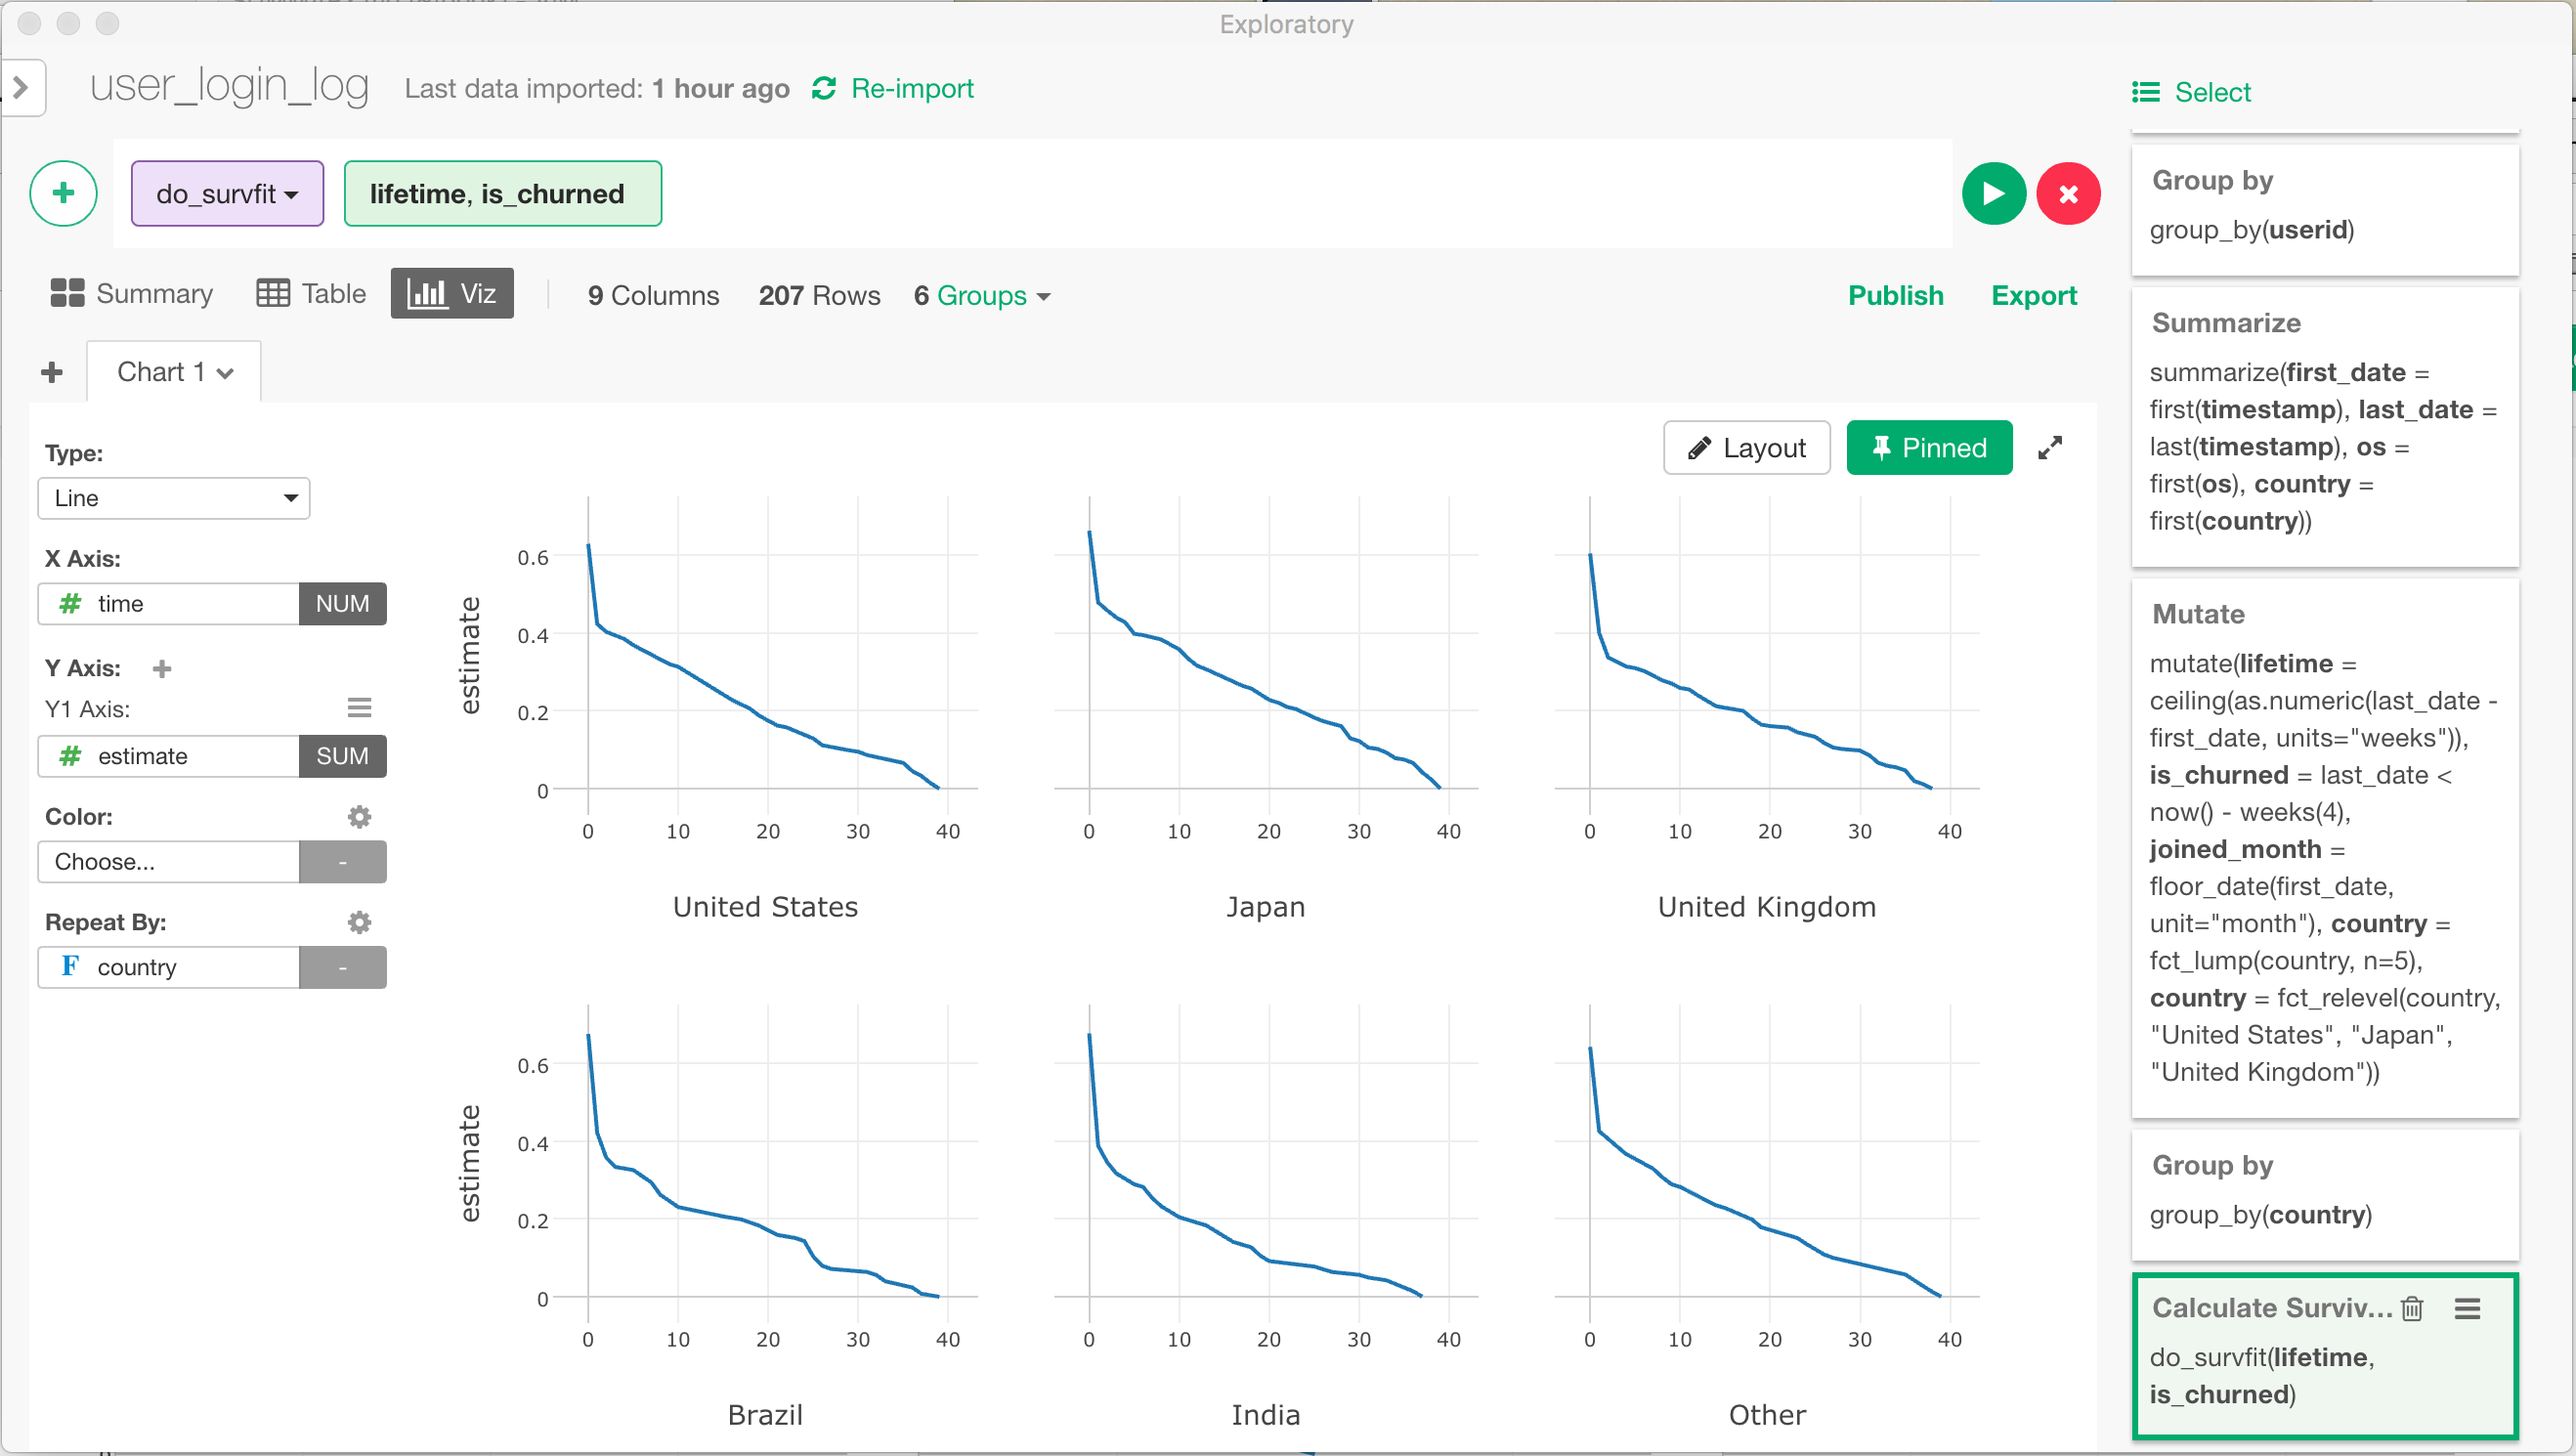 Exploratory
user_login_log Last data imported: 1 hour ago Re-import
Select
do_survfit lifetime, is_churned
Summary Table Viz 9 Columns 207 Rows 6 Groups Publish Export
Chart 1
Type:
Line
X Axis:
time NUM
Y Axis:
Y1 Axis:
estimate SUM
Color:
Choose... -
Repeat By:
country -
Layout Pinned
estimate
0.6
0.4
0.2
0
0 10 20 30 40
0 10 20 30 40
0 10 20 30 40
United States Japan United Kingdom
estimate
0.6
0.4
0.2
0
0 10 20 30 40
0 10 20 30 40
0 10 20 30 40
Brazil India Other
Group by
group_by(userid)
Summarize
summarize(first_date =
first(timestamp), last_date =
last(timestamp), os =
first(os), country =
first(country))
Mutate
mutate(lifetime =
ceiling(as.numeric(last_date -
first_date, units="weeks")),
is_churned = last_date <
now() - weeks(4),
joined_month =
floor_date(first_date,
unit="month"), country =
fct_lump(country, n=5),
country = fct_relevel(country,
"United States", "Japan",
"United Kingdom"))
Group by
group_by(country)
Calculate Surviv...
do_survfit(lifetime,
is_churned)